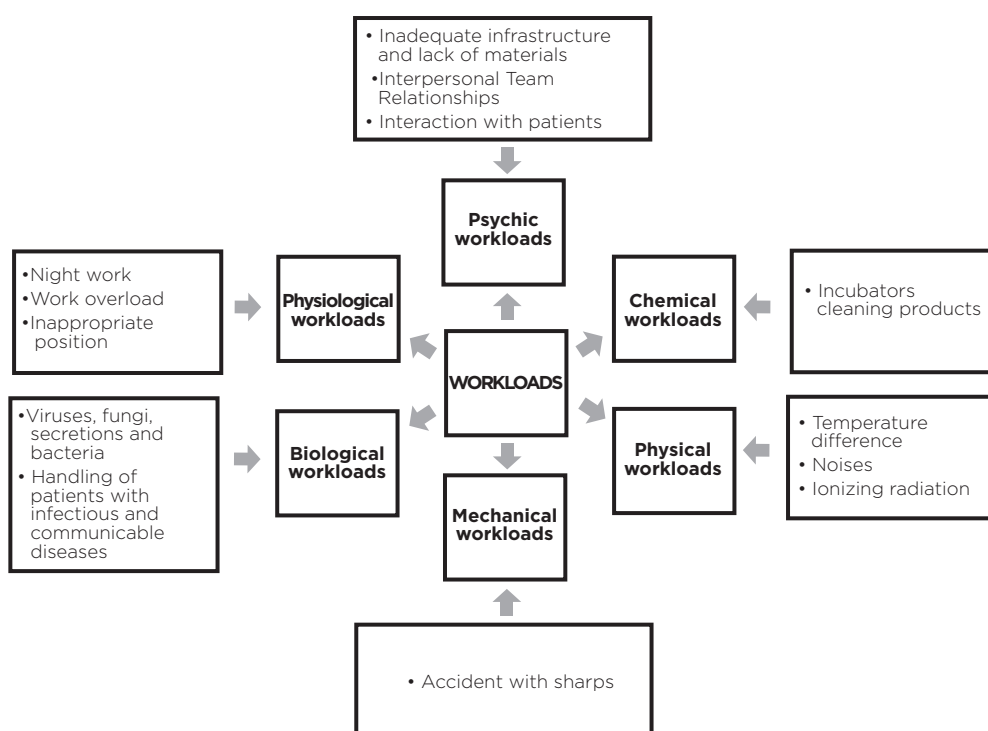 • Inadequate infrastructure
and lack of materials
•Interpersonal Team
Relationships
• Interaction with patients
Psychic
workloads
•Night work
•Work overload
•Inappropriate
position
Physiological
workloads
Chemical
workloads
• Incubators
cleaning products
WORKLOADS
•Viruses, fungi,
secretions and
bacteria
• Handling of
patients with
infectious and
communicable
diseases
Biological
workloads
Physical
workloads
• Temperature
difference
• Noises
• Ionizing radiation
Mechanical
workloads
• Accident with sharps